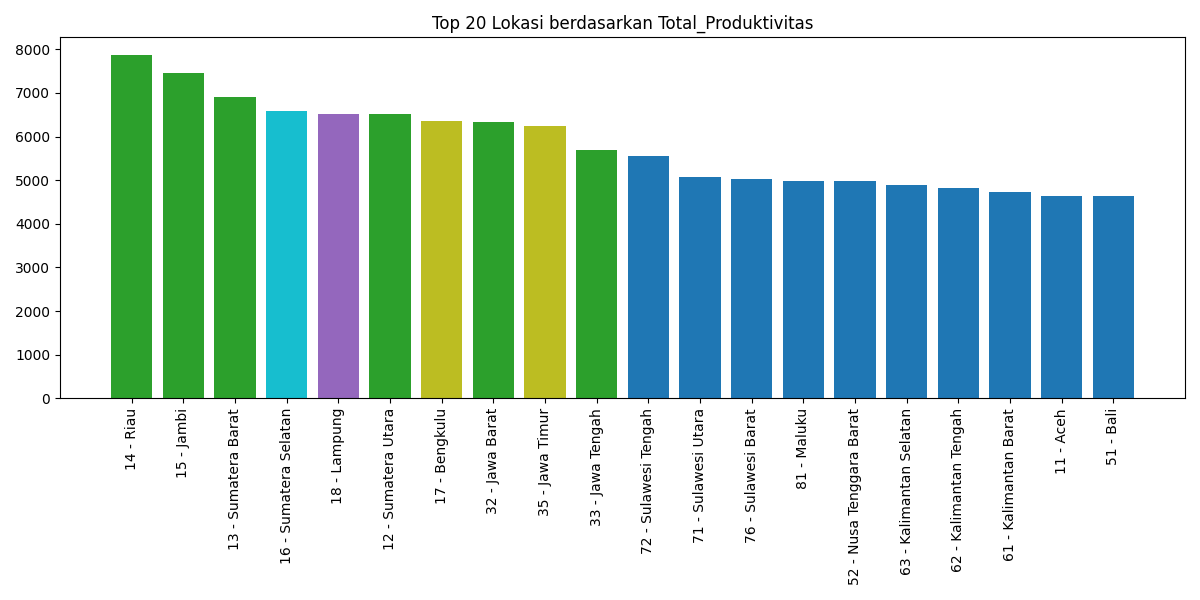 Top 20 Lokasi berdasarkan Total_Produktivitas
8000
7000
6000
5000
4000
3000
2000
1000
0
14 - Riau
15 - Jambi
13 - Sumatera Barat
16 - Sumatera Selatan
18 - Lampung
12 - Sumatera Utara
17 - Bengkulu
32 - Jawa Barat
35 - Jawa Timur
33 - Jawa Tengah
72 - Sulawesi Tengah
71 - Sulawesi Utara
76 - Sulawesi Barat
81 - Maluku
52 - Nusa Tenggara Barat
63 - Kalimantan Selatan
62 - Kalimantan Tengah
61 - Kalimantan Barat
11 - Aceh
51 - Bali